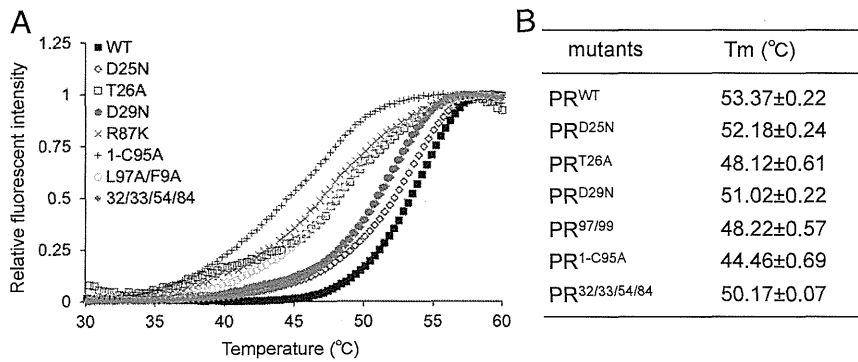 A
Relative fluorescent intensity
1.25
1
0.75
0.5
0.25
0
WT
D25N
T26A
D29N
R87K
1-C95A
L97A/F9A
32/33/54/84
30
35
40
45
50
55
60
Temperature (℃)
B
mutants Tm (℃)
PR^WT 53.37±0.22
PR^D25N 52.18±0.24
PR^T26A 48.12±0.61
PR^D29N 51.02±0.22
PR^97/99 48.22±0.57
PR^1-C95A 44.46±0.69
PR^32/33/54/84 50.17±0.07